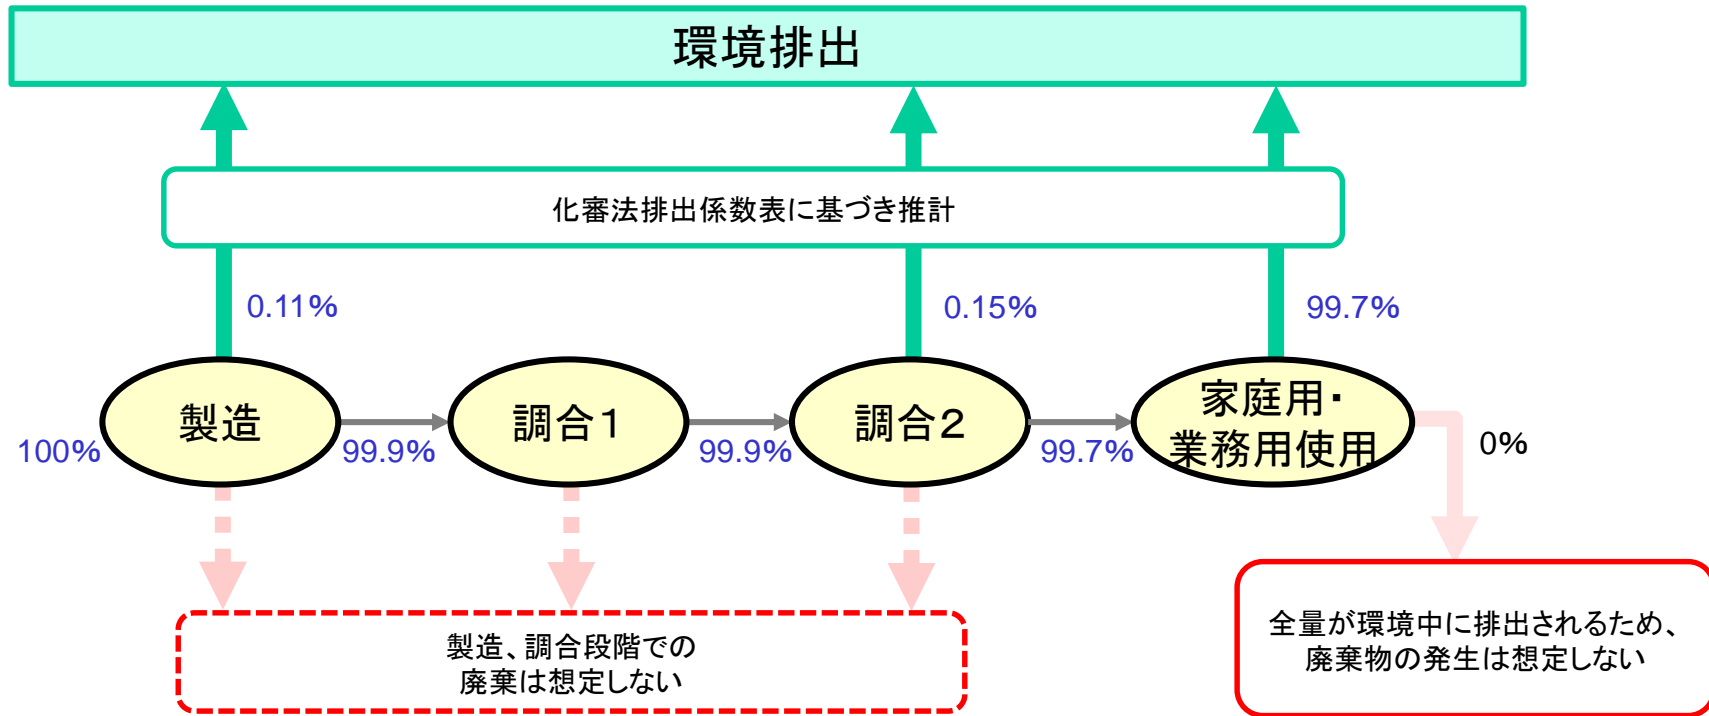 環境排出
化審法排出係数表に基づき推計
0.11%
0.15%
99.7%
製造
調合1
調合2
家庭用・
業務用使用
100%
99.9%
99.9%
99.7%
0%
製造、調合段階での
廃棄は想定しない
全量が環境中に排出されるため、
廃棄物の発生は想定しない